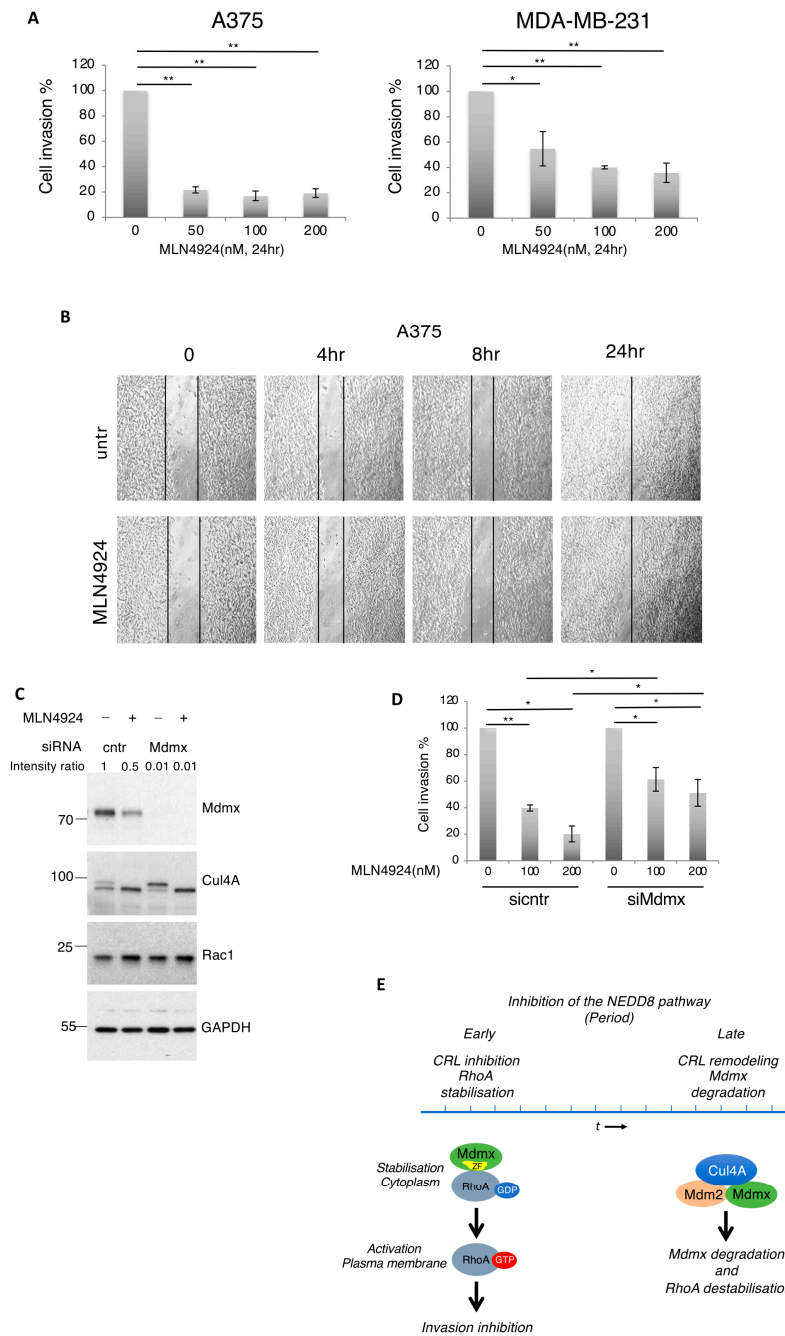 A
A375
MDA-MB-231
Cell invasion %
120
100
80
60
40
20
0
**
**
**
0 50 100 200
MLN4924(nM, 24hr)
Cell invasion %
120
100
80
60
40
20
0
**
**
*
0 50 100 200
MLN4924(nM, 24hr)
B
A375
0 4hr 8hr 24hr
untr
MLN4924
C
MLN4924 – + – +
siRNA cntr Mdmx
Intensity ratio 1 0.5 0.01 0.01
70 Mdmx
100 Cul4A
25 Rac1
55 GAPDH
D
Cell invasion %
120
100
80
60
40
20
0
*
*
*
**
*
*
MLN4924(nM) 0 100 200 0 100 200
sicntr siMdmx
E
Inhibition of the NEDD8 pathway
(Period)
Early Late
CRL inhibition
RhoA
stabilisation
CRL remodeling
Mdmx
degradation
t
Stabilisation
Cytoplasm
Mdmx
ZF
RhoA
GDP
Activation
Plasma membrane
RhoA
GTP
Invasion inhibition
Cul4A
Mdm2 Mdmx
Mdmx degradation
and
RhoA destabilisatio